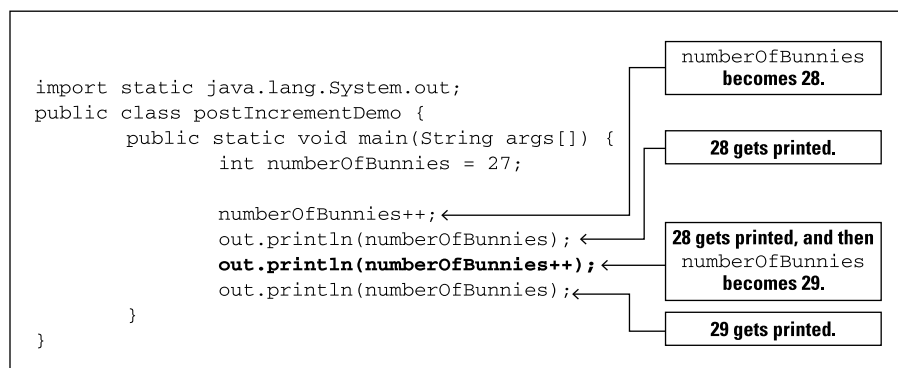 import static java.lang.System.out;
public class postIncrementDemo {
public static void main(String args[]) {
int numberOfBunnies = 27;
numberOfBunnies++;
out.println(numberOfBunnies);
out.println(numberOfBunnies++);
out.println(numberOfBunnies);
}
}
numberOfBunnies
becomes 28.
28 gets printed.
28 gets printed, and then
numberOfBunnies
becomes 29.
29 gets printed.